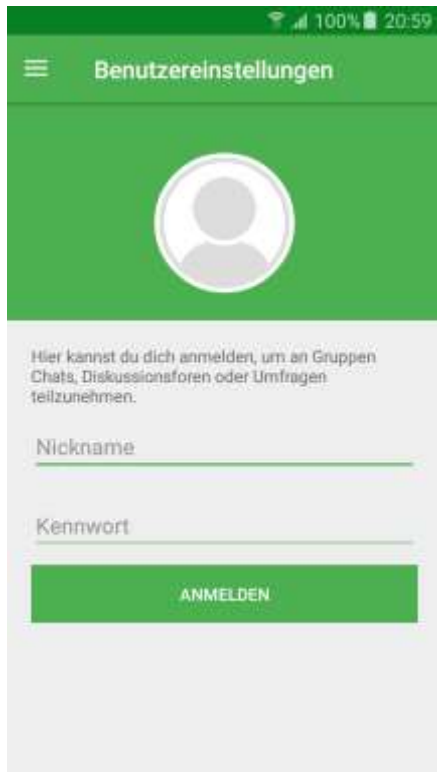 100% 20:59
Benutzereinstellungen
Hier kannst du dich anmelden, um an Gruppen
Chats, Diskussionsforen oder Umfragen
teilzunehmen.
Nickname
Kennwort
ANMELDEN